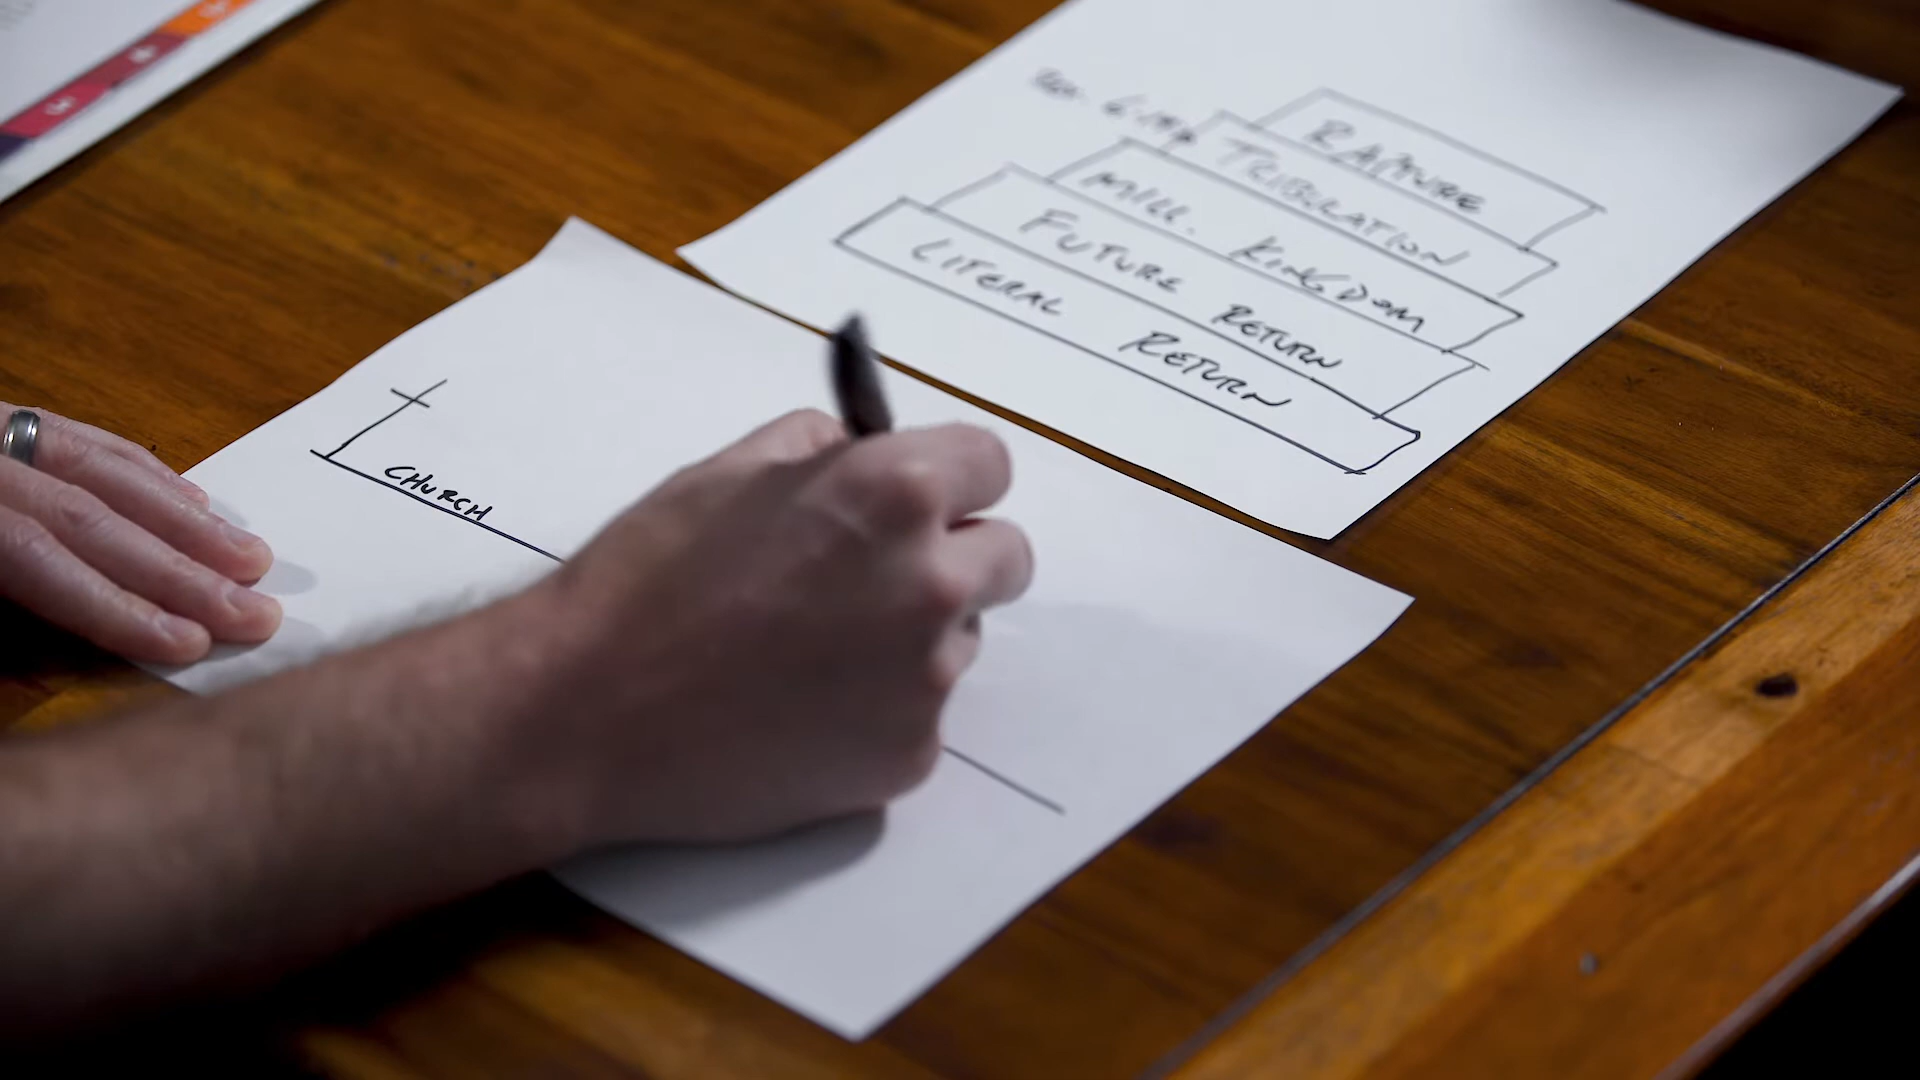 RAPTURE
TRIBULATION
MILL. KINGDOM
FUTURE RETURN
LITERAL RETURN
CHURCH